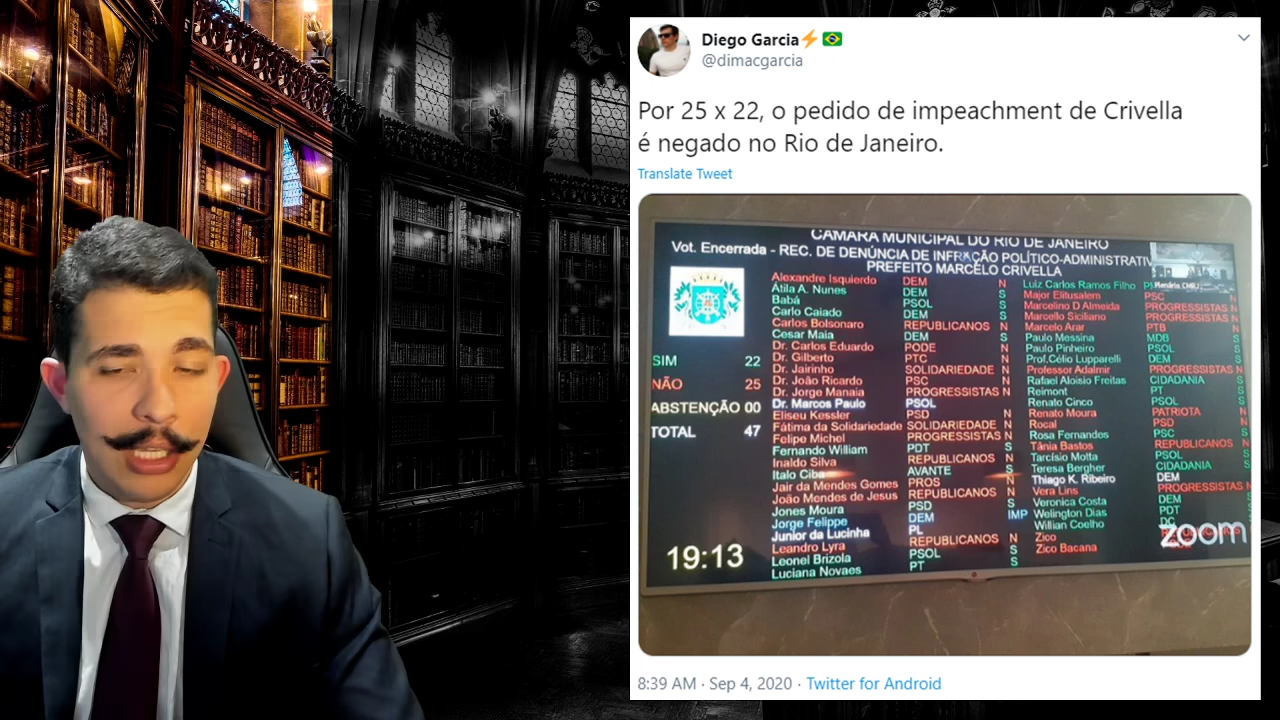 Diego Garcia
@dimacgarcia
Por 25 x 22, o pedido de impeachment de Crivella
é negado no Rio de Janeiro.
Translate Tweet
CÂMARA MUNICIPAL DO RIO DE JANEIRO
Vot. Encerrada - REC. DE DENÚNCIA DE INFRAÇÃO POLÍTICO-ADMINISTRATIV
PREFEITO MARCELO CRIVELLA
SIM 22
NÃO 25
ABSTENÇÃO 00
TOTAL 47
19:13
Alexandre Isquierdo DEM N
Átila A. Nunes DEM S
Babá PSOL S
Carlo Caiado DEM S
Carlos Bolsonaro REPUBLICANOS N
Cesar Maia DEM S
Dr. Carlos Eduardo PODE N
Dr. Gilberto PTC N
Dr. Jairinho SOLIDARIEDADE N
Dr. João Ricardo PSC N
Dr. Jorge Manaia PROGRESSISTAS N
Dr. Marcos Paulo PSOL
Eliseu Kessler PSD N
Fátima da Solidariedade SOLIDARIEDADE N
Felipe Michel PROGRESSISTAS N
Fernando William PDT S
Inaldo Silva REPUBLICANOS N
Italo Ciba AVANTE S
Jair da Mendes Gomes PROS N
João Mendes de Jesus REPUBLICANOS N
Jones Moura PSD S
Jorge Felippe DEM IMP
Junior da Lucinha PL
Leandro Lyra REPUBLICANOS N
Leonel Brizola PSOL S
Luciana Novaes PT S
Luiz Carlos Ramos Filho
Plenário CMRJ
Major Elitusalem PSC N
Marcelino D Almeida PROGRESSISTAS N
Marcello Siciliano PROGRESSISTAS N
Marcelo Arar PTB N
Paulo Messina MDB S
Paulo Pinheiro PSOL S
Prof.Célio Lupparelli DEM S
Professor Adalmir PROGRESSISTAS N
Rafael Aloisio Freitas CIDADANIA S
Reimont PT S
Renato Cinco PSOL S
Renato Moura PATRIOTA N
Rocal PSD N
Rosa Fernandes PSC S
Tânia Bastos REPUBLICANOS N
Tarcísio Motta PSOL S
Teresa Bergher CIDADANIA S
Thiago K. Ribeiro DEM
Vera Lins PROGRESSISTAS N
Veronica Costa DEM S
Welington Dias PDT S
Willian Coelho DC
Zico
Zico Bacana
zoom
8:39 AM · Sep 4, 2020 · Twitter for Android